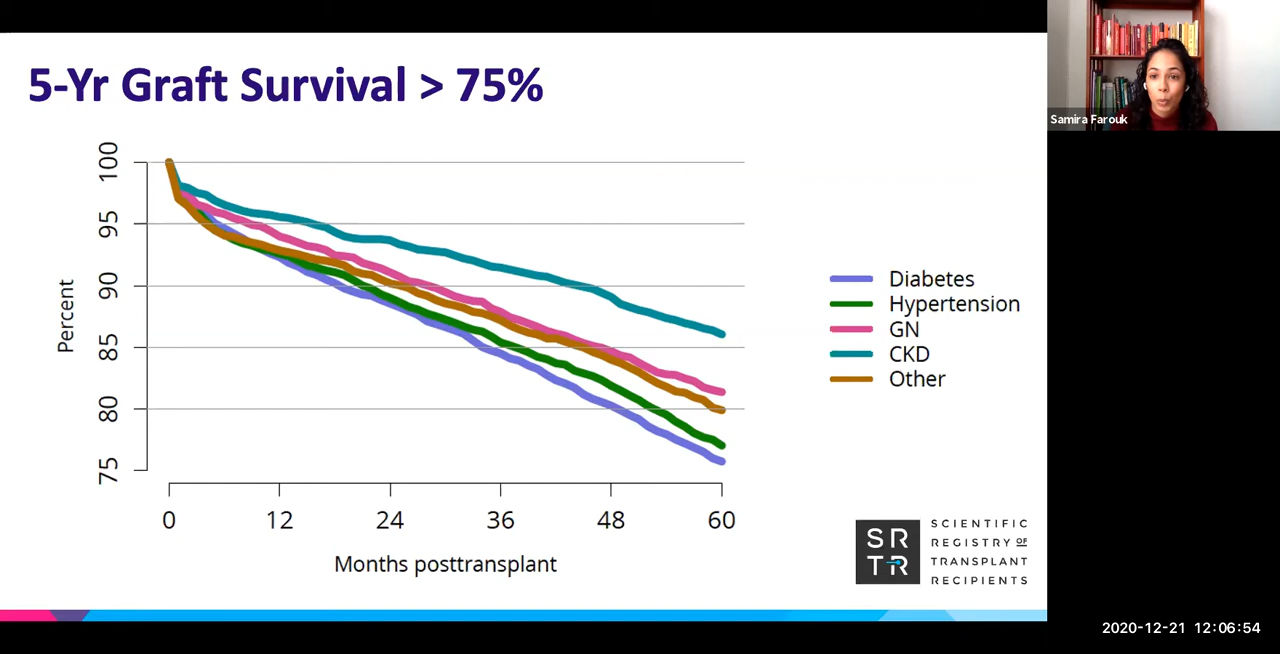 5-Yr Graft Survival > 75%
Samira Farouk
100
95
90
85
80
75
Percent
0 12 24 36 48 60
Months posttransplant
Diabetes
Hypertension
GN
CKD
Other
SR
TR
SCIENTIFIC
REGISTRY OF
TRANSPLANT
RECIPIENTS
2020-12-21 12:06:54